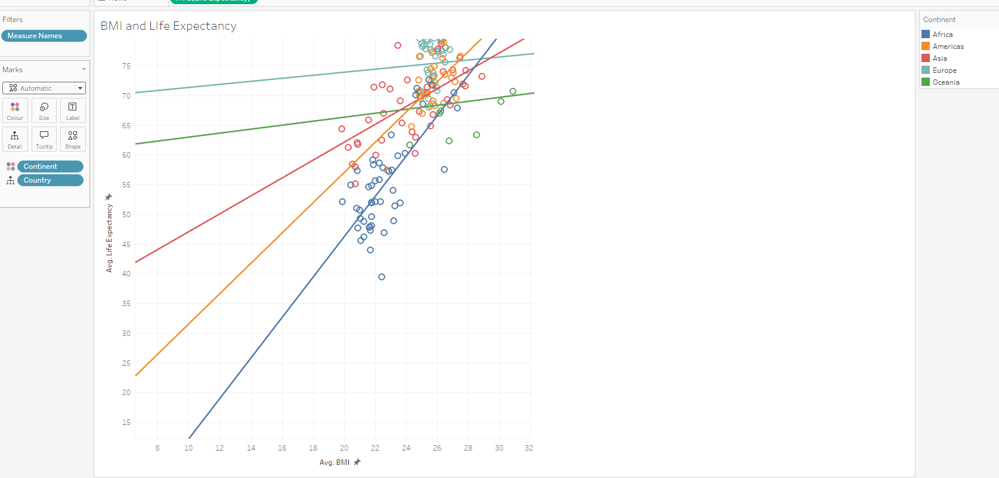 Filters
Measure Names
Marks
Automatic
Colour
Size
Label
Detail
Tooltip
Shape
Continent
Country
BMI and LIfe Expectancy
75
70
65
60
55
50
45
40
35
30
25
20
15
Avg. Life Expectancy
8 10 12 14 16 18 20 22 24 26 28 30 32
Avg. BMI
Continent
Africa
Americas
Asia
Europe
Oceania